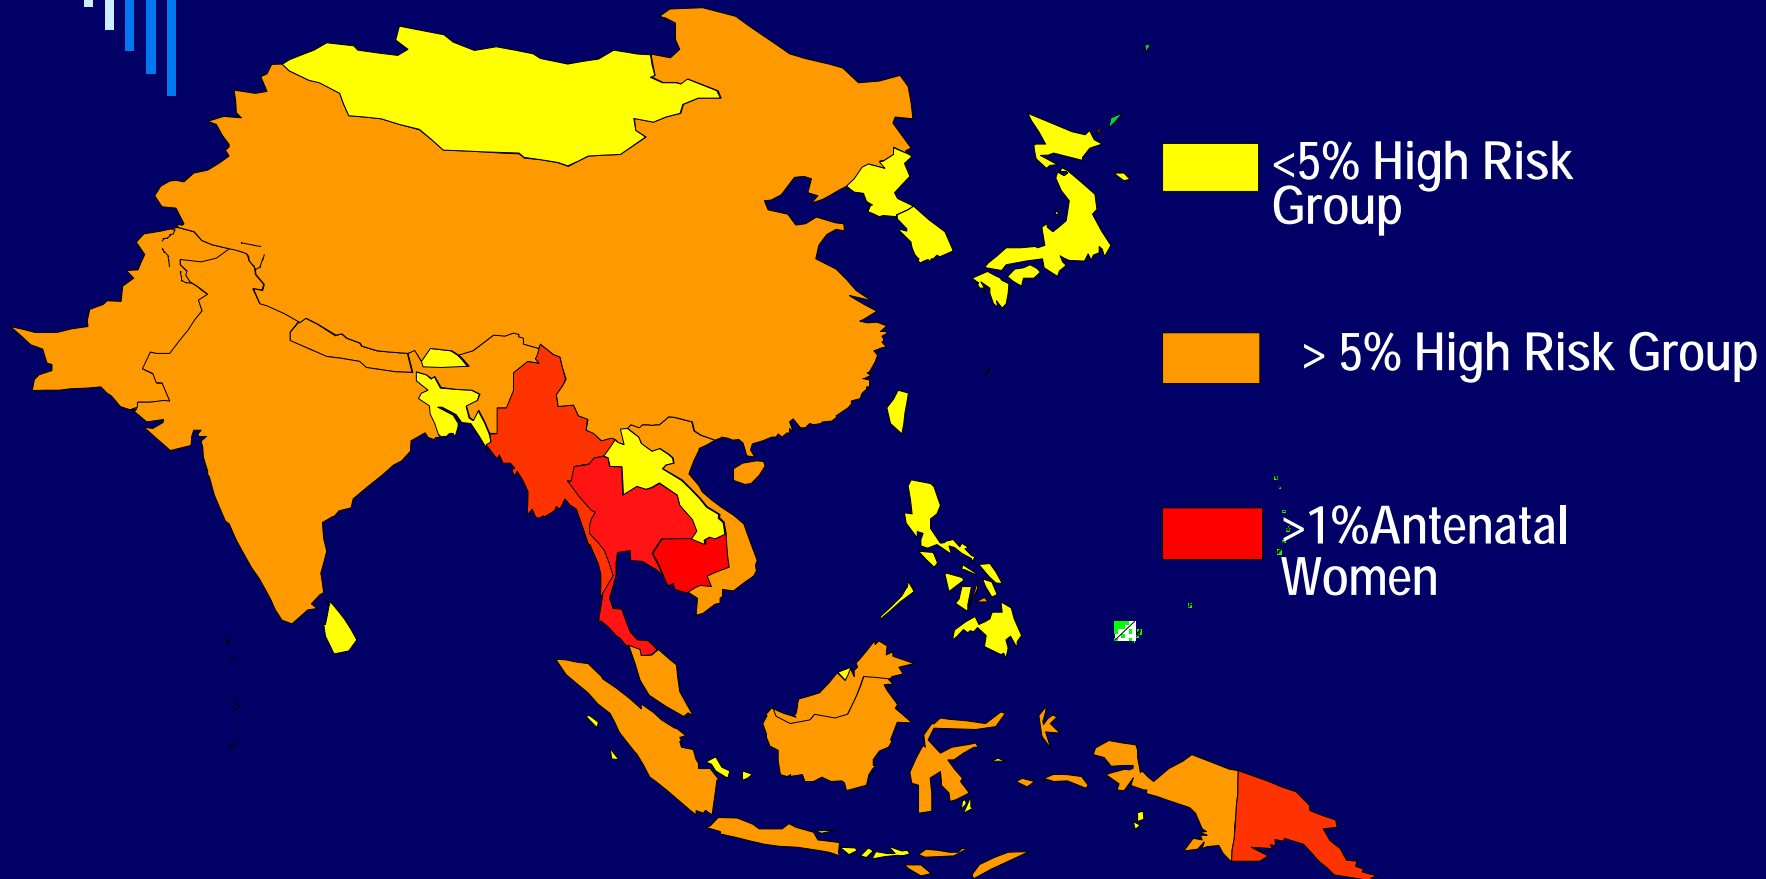 <5% High Risk
Group
> 5% High Risk Group
>1%Antenatal
Women